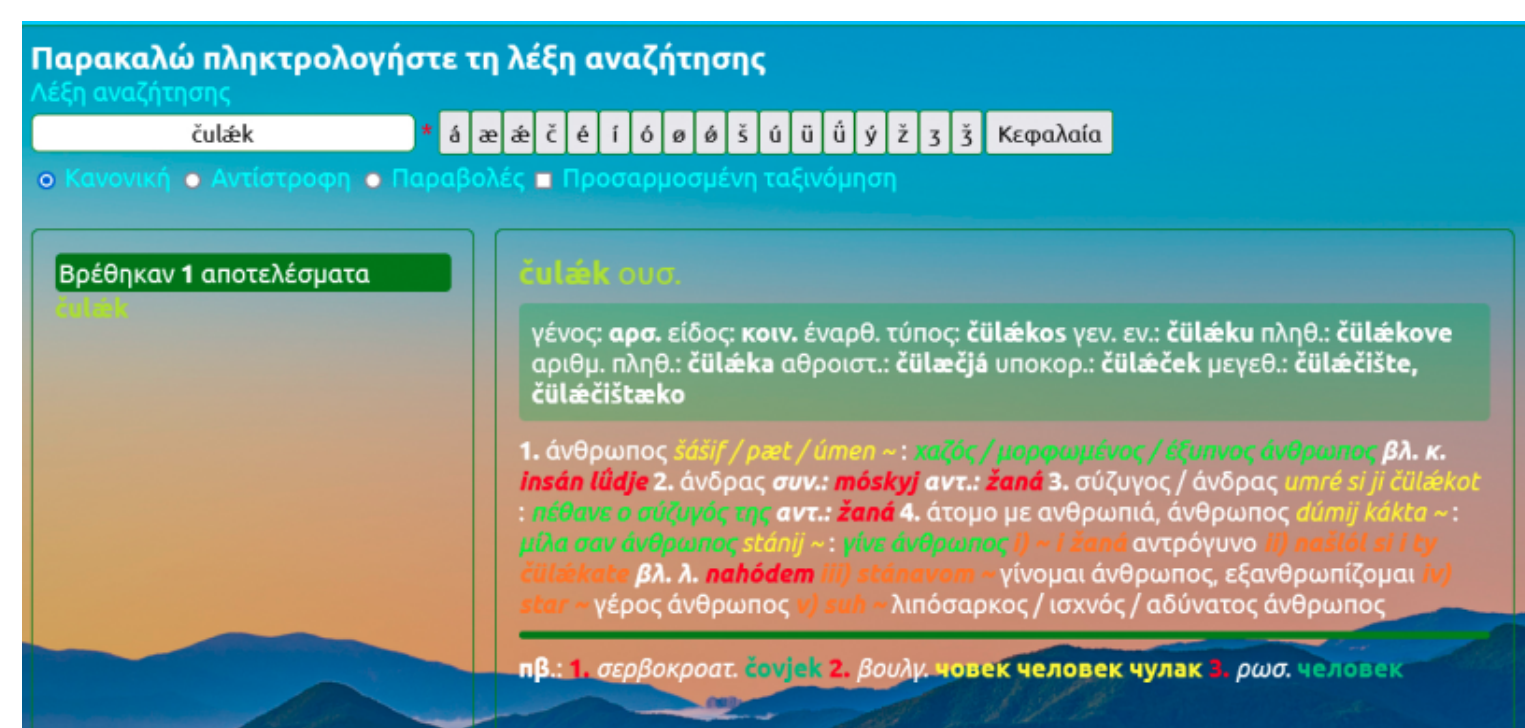 Παρακαλώ πληκτρολογήστε τη λέξη αναζήτησης
Λέξη αναζήτησης
čulǽk * á æ ǽ č é í ó ø ǿ š ú ü ǘ ý ž ʒ ǯ Κεφαλαία
Κανονική Αντίστροφη Παραβολές Προσαρμοσμένη ταξινόμηση
Βρέθηκαν 1 αποτελέσματα
čulǽk
čulǽk ουσ.
γένος: αρσ. είδος: κοιν. έναρθ. τύπος: čülǽkos γεν. εν.: čülǽku πληθ.: čülǽkove
αριθμ. πληθ.: čülǽka αθροιστ.: čülæčjá υποκορ.: čülǽček μεγεθ.: čülǽčište,
čülǽčištæko
1. άνθρωπος šášif / pæt / úmen ~ : χαζός / μορφωμένος / έξυπνος άνθρωπος βλ. κ.
insán lǘdje 2. άνδρας συν.: móskyj αντ.: žaná 3. σύζυγος / άνδρας umré si ji čülǽkot
: πέθανε ο σύζυγός της αντ.: žaná 4. άτομο με ανθρωπιά, άνθρωπος dúmij kákta ~ :
μίλα σαν άνθρωπος stánij ~ : γίνε άνθρωπος i) ~ i žaná αντρόγυνο ii) našlól si i ty
čülǽkate βλ. λ. nahódem iii) stánavom ~ γίνομαι άνθρωπος, εξανθρωπίζομαι iv)
star ~ γέρος άνθρωπος v) suh ~ λιπόσαρκος / ισχνός / αδύνατος άνθρωπος
πβ.: 1. σερβοκροατ. čovjek 2. βουλγ. човек человек чулак 3. ρωσ. человек